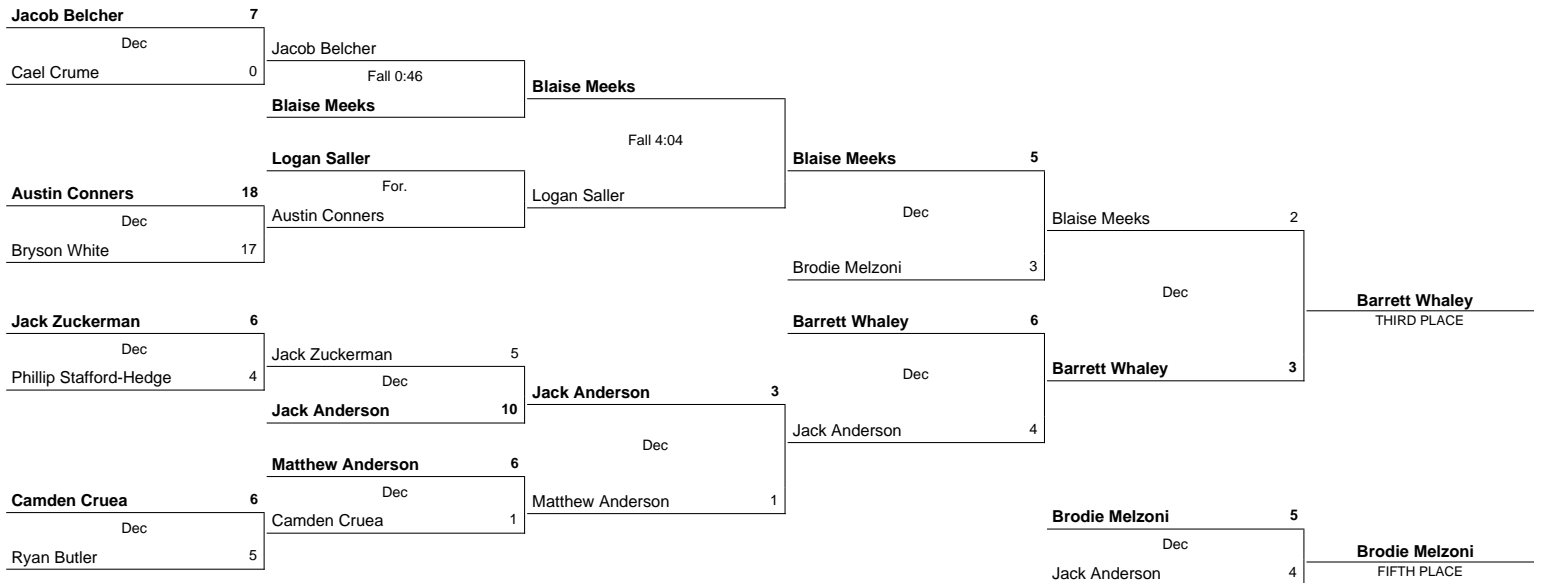 Jacob Belcher 7
Dec
Cael Crume 0
Austin Conners 18
Dec
Bryson White 17
Jack Zuckerman 6
Dec
Phillip Stafford-Hedge 4
Camden Cruea 6
Dec
Ryan Butler 5
Jacob Belcher
Fall 0:46
Blaise Meeks
Logan Saller
For.
Austin Conners
Jack Zuckerman 5
Dec
Jack Anderson 10
Matthew Anderson 6
Dec
Camden Cruea 1
Blaise Meeks
Fall 4:04
Logan Saller
Jack Anderson 3
Dec
Matthew Anderson 1
Blaise Meeks 5
Dec
Brodie Melzoni 3
Barrett Whaley 6
Dec
Jack Anderson 4
Blaise Meeks 2
Dec
Barrett Whaley 3
Brodie Melzoni 5
Dec
Jack Anderson 4
Barrett Whaley
THIRD PLACE
Brodie Melzoni
FIFTH PLACE